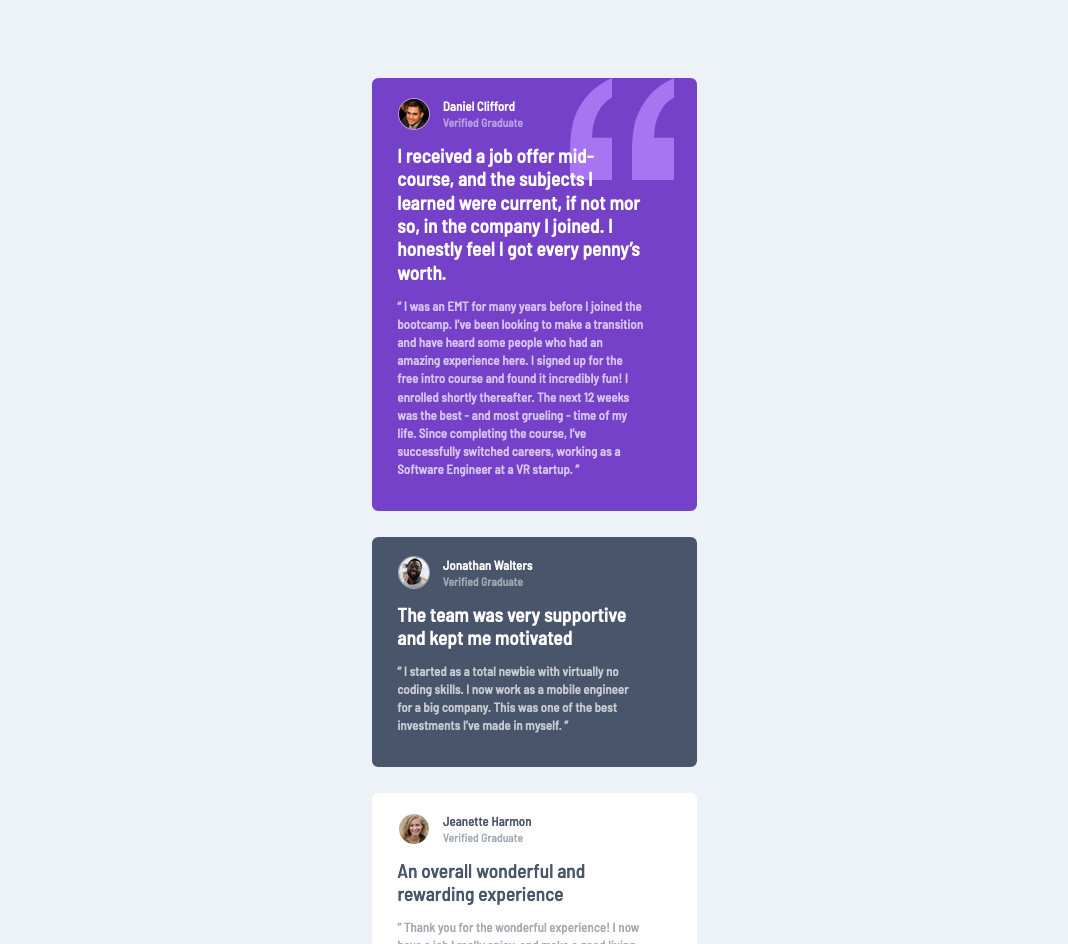 Daniel Clifford
Verified Graduate
I received a job offer mid-
course, and the subjects I
learned were current, if not mor
so, in the company I joined. I
honestly feel I got every penny’s
worth.
“ I was an EMT for many years before I joined the
bootcamp. I’ve been looking to make a transition
and have heard some people who had an
amazing experience here. I signed up for the
free intro course and found it incredibly fun! I
enrolled shortly thereafter. The next 12 weeks
was the best - and most grueling - time of my
life. Since completing the course, I’ve
successfully switched careers, working as a
Software Engineer at a VR startup. ”
Jonathan Walters
Verified Graduate
The team was very supportive
and kept me motivated
“ I started as a total newbie with virtually no
coding skills. I now work as a mobile engineer
for a big company. This was one of the best
investments I’ve made in myself. ”
Jeanette Harmon
Verified Graduate
An overall wonderful and
rewarding experience
“ Thank you for the wonderful experience! I now
have a job I really enjoy, and make a good living